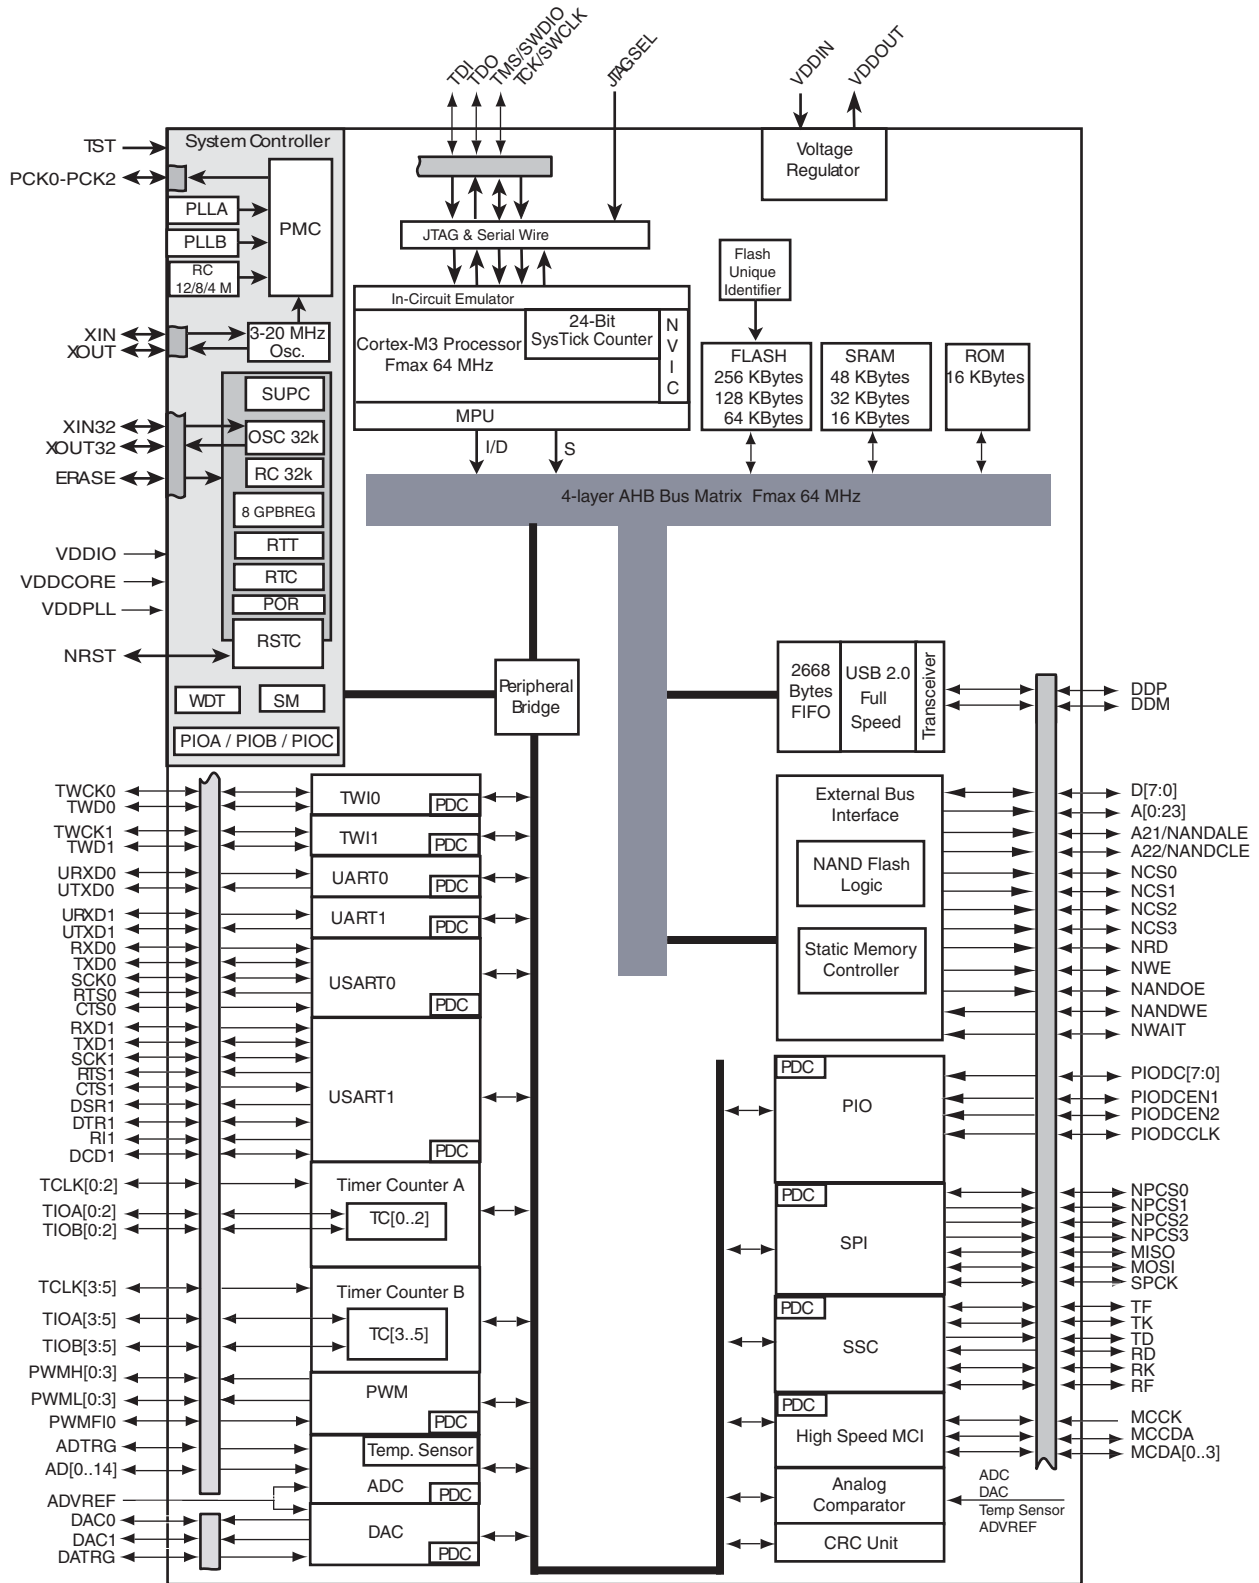 TDI
TDO
TMS/SWDIO
TCK/SWCLK
JTAGSEL
VDDIN
VDDOUT
TST
PCK0-PCK2
System Controller
PLLA
PLLB
RC
12/8/4 M
PMC
XIN
XOUT
3-20 MHz
Osc.
SUPC
XIN32
XOUT32
ERASE
OSC 32k
RC 32k
8 GPBREG
RTT
RTC
POR
RSTC
VDDIO
VDDCORE
VDDPLL
NRST
WDT
SM
PIOA / PIOB / PIOC
Voltage
Regulator
JTAG & Serial Wire
In-Circuit Emulator
24-Bit
SysTick Counter
Cortex-M3 Processor
Fmax 64 MHz
N
V
I
C
MPU
I/D
S
Flash
Unique
Identifier
FLASH
256 KBytes
128 KBytes
64 KBytes
SRAM
48 KBytes
32 KBytes
16 KBytes
ROM
16 KBytes
4-layer AHB Bus Matrix Fmax 64 MHz
Peripheral
Bridge
2668
Bytes
FIFO
USB 2.0
Full
Speed
Transceiver
DDP
DDM
TWCK0
TWD0
TWI0
PDC
TWCK1
TWD1
TWI1
PDC
URXD0
UTXD0
UART0
PDC
URXD1
UTXD1
UART1
PDC
RXD0
TXD0
SCK0
RTS0
CTS0
USART0
PDC
RXD1
TXD1
SCK1
RTS1
CTS1
DSR1
DTR1
RI1
DCD1
USART1
PDC
TCLK[0:2]
TIOA[0:2]
TIOB[0:2]
Timer Counter A
TC[0..2]
TCLK[3:5]
TIOA[3:5]
TIOB[3:5]
Timer Counter B
TC[3..5]
PWMH[0:3]
PWML[0:3]
PWMFI0
PWM
PDC
ADTRG
AD[0..14]
ADVREF
Temp. Sensor
ADC
PDC
DAC0
DAC1
DATRG
DAC
PDC
External Bus
Interface
NAND Flash
Logic
Static Memory
Controller
D[7:0]
A[0:23]
A21/NANDALE
A22/NANDCLE
NCS0
NCS1
NCS2
NCS3
NRD
NWE
NANDOE
NANDWE
NWAIT
PDC
PIO
PIODC[7:0]
PIODCEN1
PIODCEN2
PIODCCLK
PDC
SPI
NPCS0
NPCS1
NPCS2
NPCS3
MISO
MOSI
SPCK
PDC
SSC
TF
TK
TD
RD
RK
RF
PDC
High Speed MCI
MCCK
MCCDA
MCDA[0..3]
Analog
Comparator
ADC
DAC
Temp Sensor
ADVREF
CRC Unit